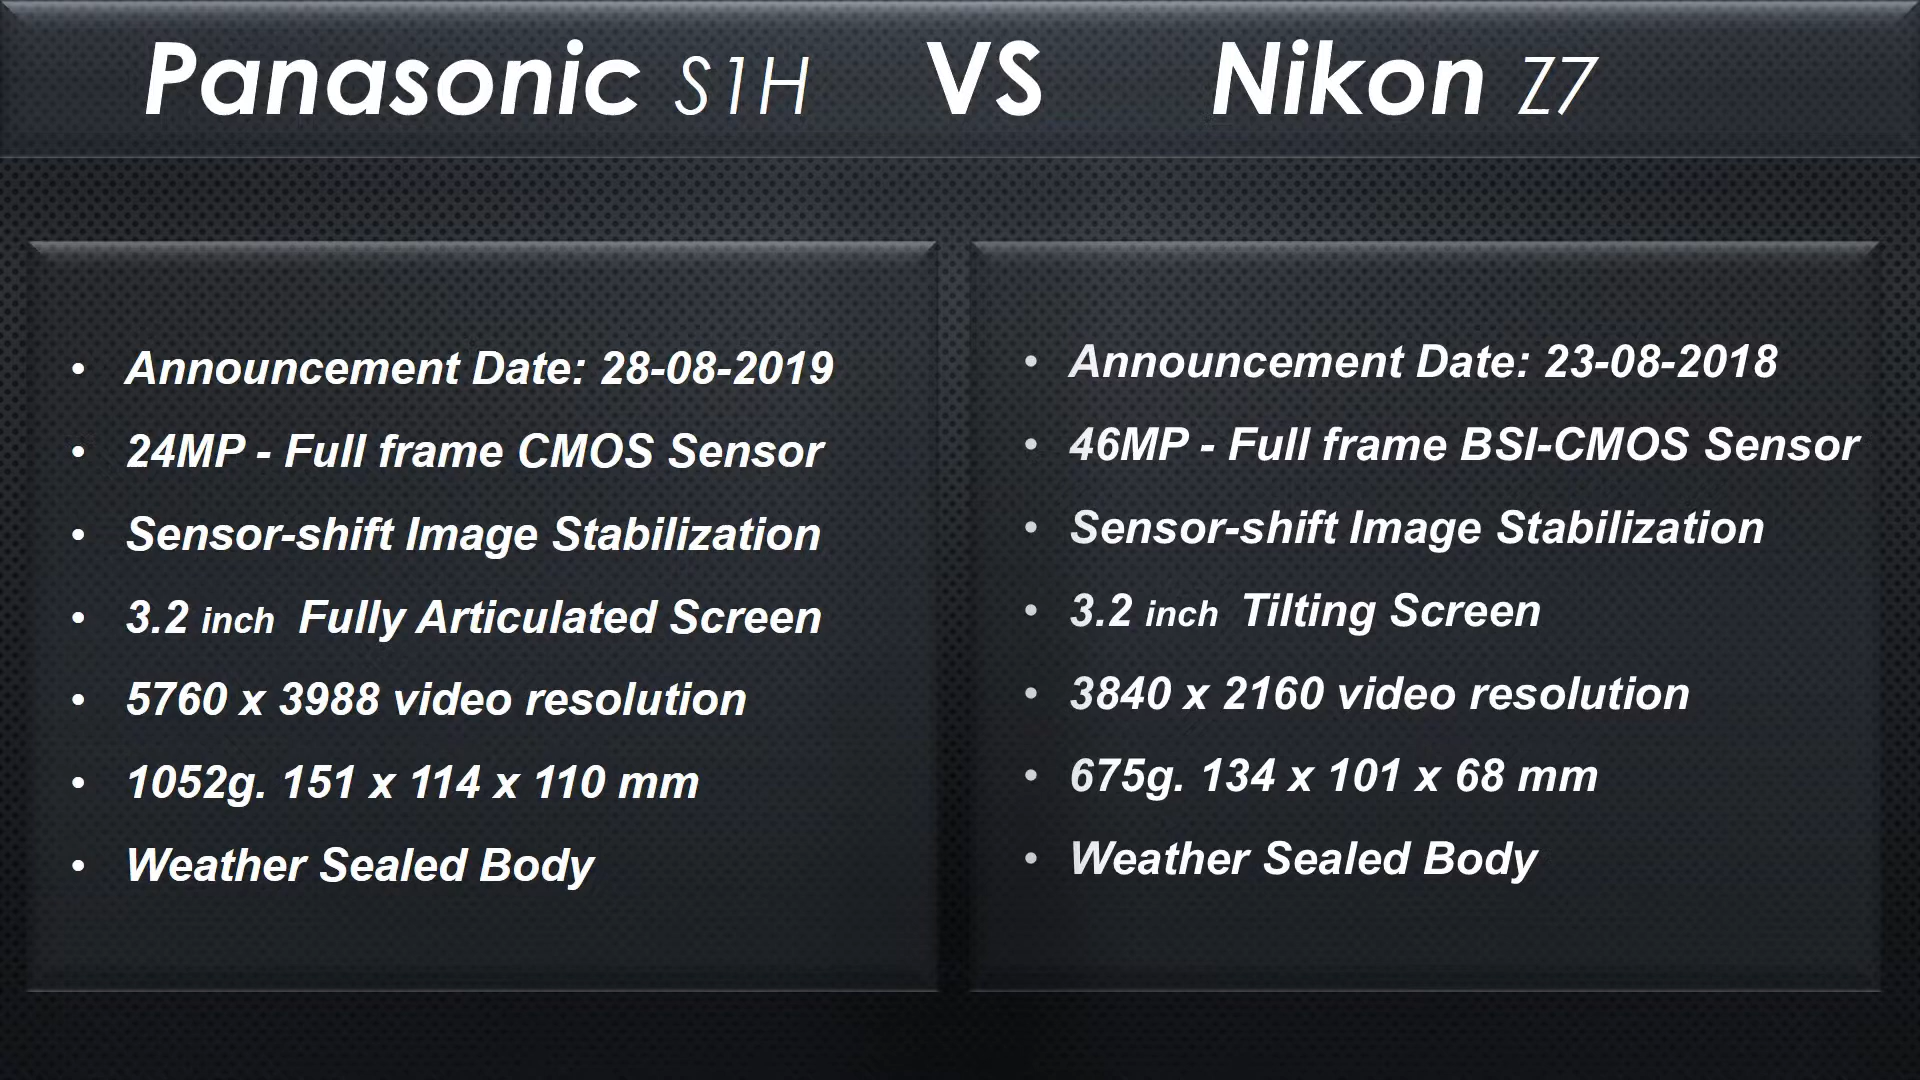 Panasonic S1H VS Nikon Z7
• Announcement Date: 28-08-2019
• 24MP - Full frame CMOS Sensor
• Sensor-shift Image Stabilization
• 3.2 inch Fully Articulated Screen
• 5760 x 3988 video resolution
• 1052g. 151 x 114 x 110 mm
• Weather Sealed Body
• Announcement Date: 23-08-2018
• 46MP - Full frame BSI-CMOS Sensor
• Sensor-shift Image Stabilization
• 3.2 inch Tilting Screen
• 3840 x 2160 video resolution
• 675g. 134 x 101 x 68 mm
• Weather Sealed Body